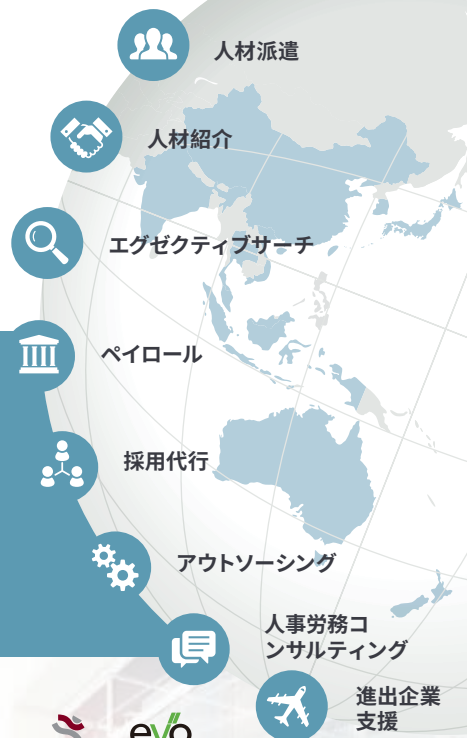 人材派遣
人材紹介
エグゼクティブサーチ
ペイロール
採用代行
アウトソーシング
人事労務コ
ンサルティング
進出企業
支援
evo